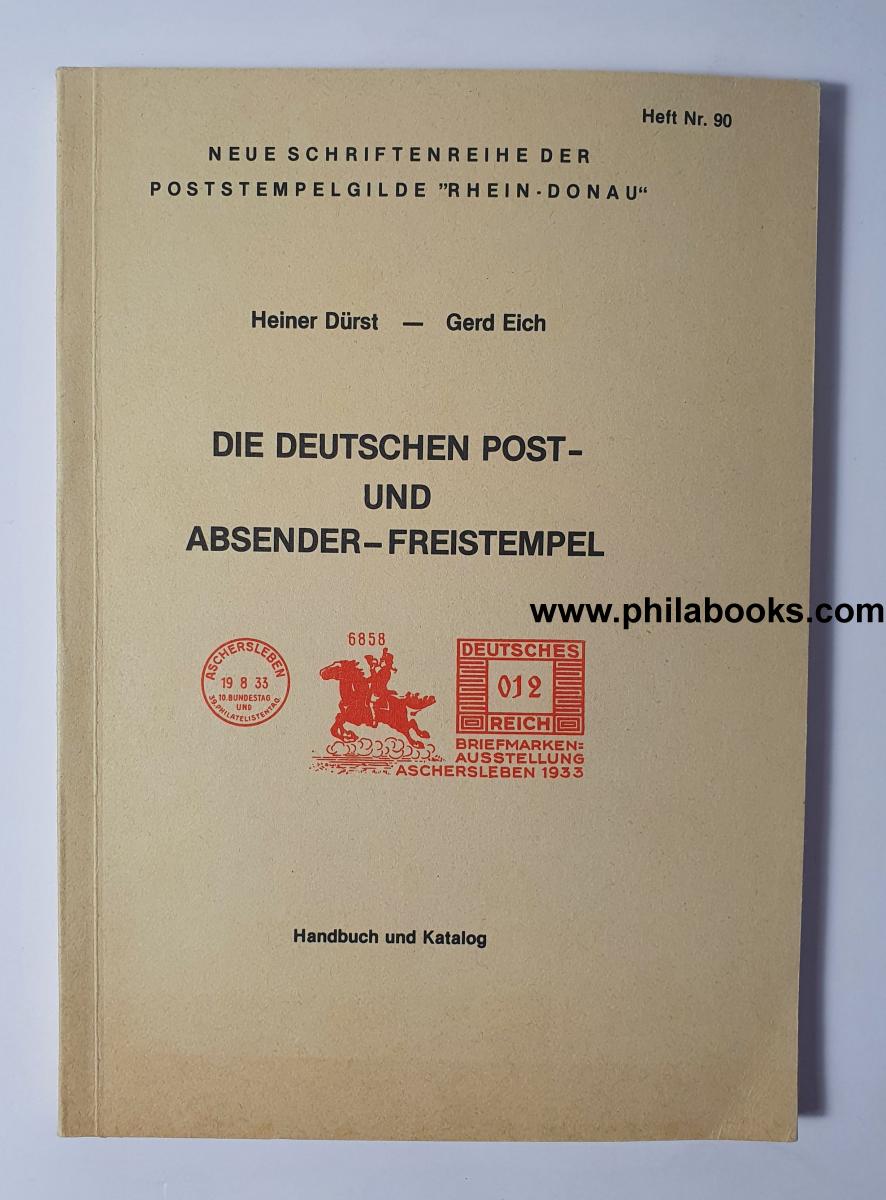 Heft Nr. 90
NEUE SCHRIFTENREIHE DER
POSTSTEMPELGILDE ”RHEIN-DONAU“
Heiner Dürst — Gerd Eich
DIE DEUTSCHEN POST-
UND
ABSENDER-FREISTEMPEL
www.philabooks.com
ASCHERSLEBEN
19 8 33
10. BUNDESTAG
UND
39. PHILATELISTENTAG
6858
DEUTSCHES
012
REICH
BRIEFMARKEN=
AUSSTELLUNG
ASCHERSLEBEN 1933
Handbuch und Katalog